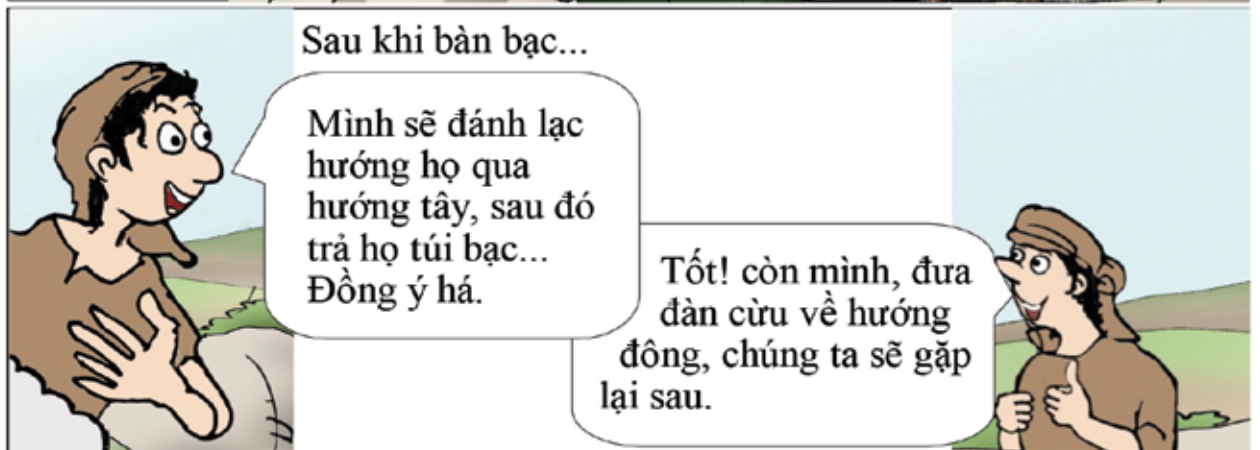 Sau khi bàn bạc...
Mình sẽ đánh lạc
hướng họ qua
hướng tây, sau đó
trả họ túi bạc...
Đồng ý há.
Tốt! còn mình, đưa
đàn cừu về hướng
đông, chúng ta sẽ gặp
lại sau.